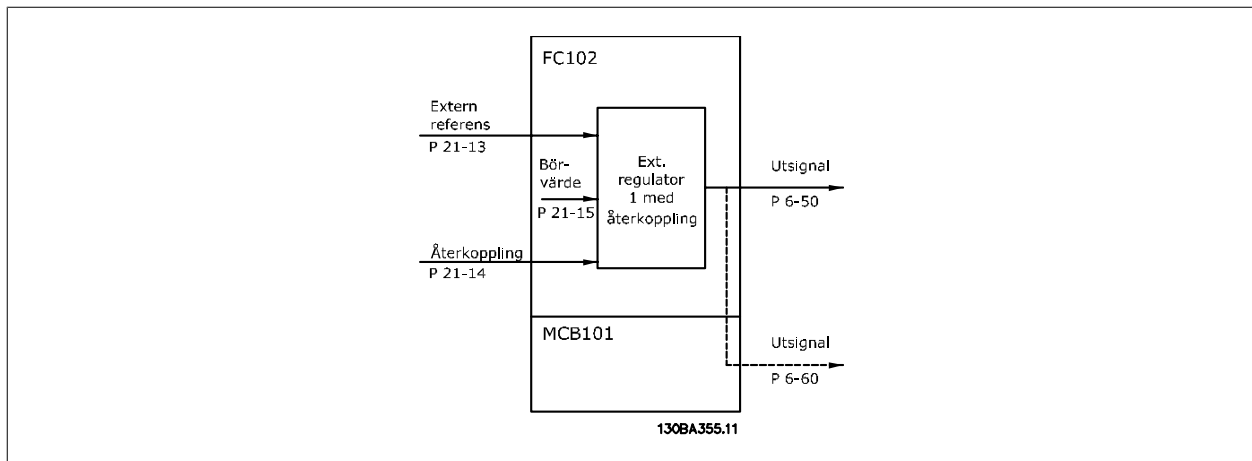 FC102
Extern
referens
P 21-13
Bör-
värde
P 21-15
Ext.
regulator
1 med
återkoppling
Återkoppling
P 21-14
Utsignal
P 6-50
MCB101
Utsignal
P 6-60
130BA355.11